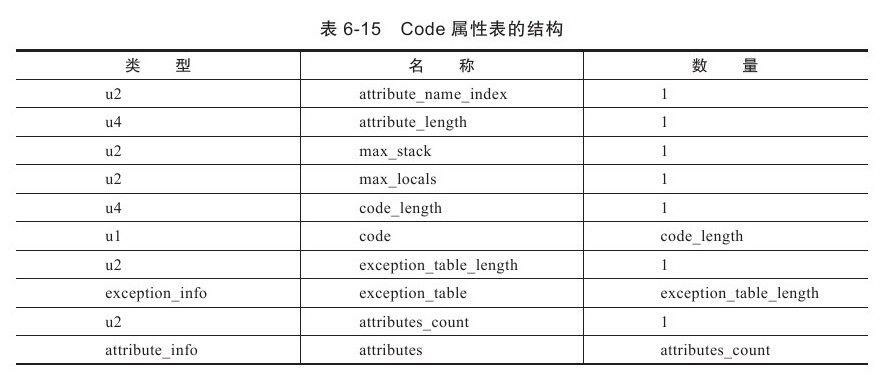 表 6-15 Code 属性表的结构
类 型 名 称 数 量
u2 attribute_name_index 1
u4 attribute_length 1
u2 max_stack 1
u2 max_locals 1
u4 code_length 1
u1 code code_length
u2 exception_table_length 1
exception_info exception_table exception_table_length
u2 attributes_count 1
attribute_info attributes attributes_count